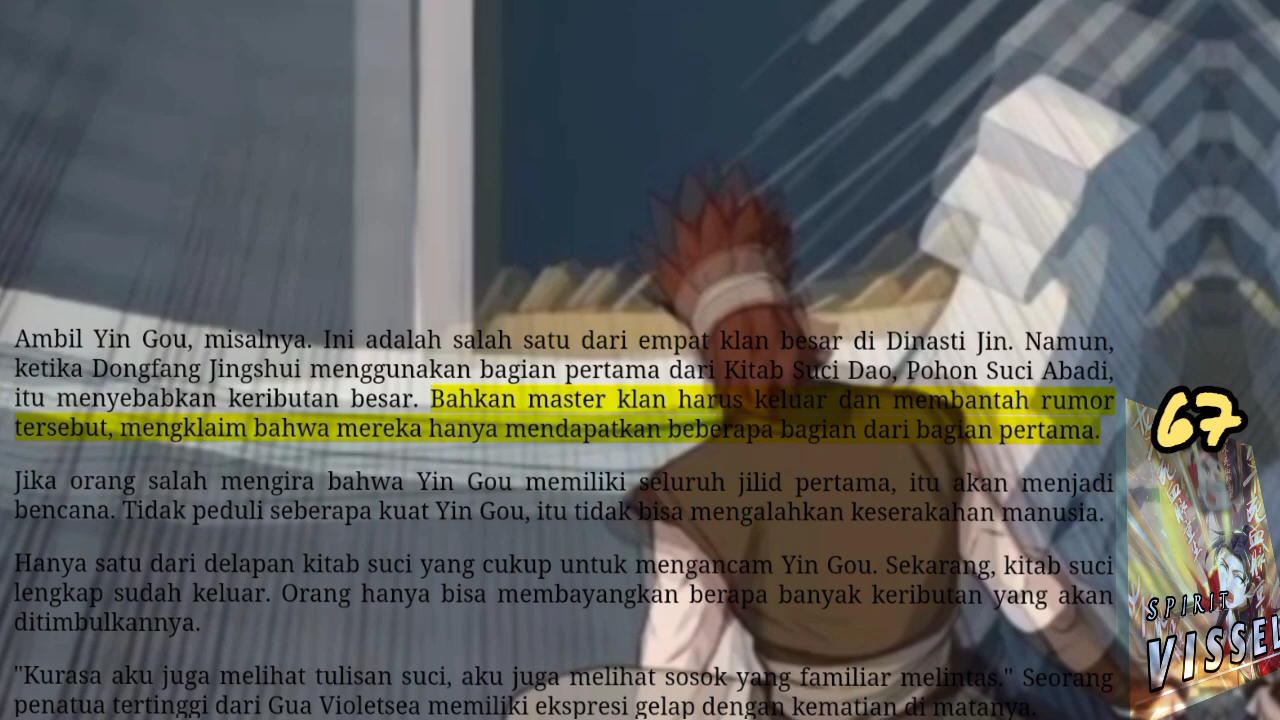 Ambil Yin Gou, misalnya. Ini adalah salah satu dari empat klan besar di Dinasti Jin. Namun,
ketika Dongfang Jingshui menggunakan bagian pertama dari Kitab Suci Dao, Pohon Suci Abadi,
itu menyebabkan keributan besar. Bahkan master klan harus keluar dan membantah rumor
tersebut, mengklaim bahwa mereka hanya mendapatkan beberapa bagian dari bagian pertama.
Jika orang salah mengira bahwa Yin Gou memiliki seluruh jilid pertama, itu akan menjadi
bencana. Tidak peduli seberapa kuat Yin Gou, itu tidak bisa mengalahkan keserakahan manusia.
Hanya satu dari delapan kitab suci yang cukup untuk mengancam Yin Gou. Sekarang, kitab suci
lengkap sudah keluar. Orang hanya bisa membayangkan berapa banyak keributan yang akan
ditimbulkannya.
"Kurasa aku juga melihat tulisan suci, aku juga melihat sosok yang familiar melintas." Seorang
penatua tertinggi dari Gua Violetsea memiliki ekspresi gelap dengan kematian di matanya.
67
SPIRIT
VISSEL